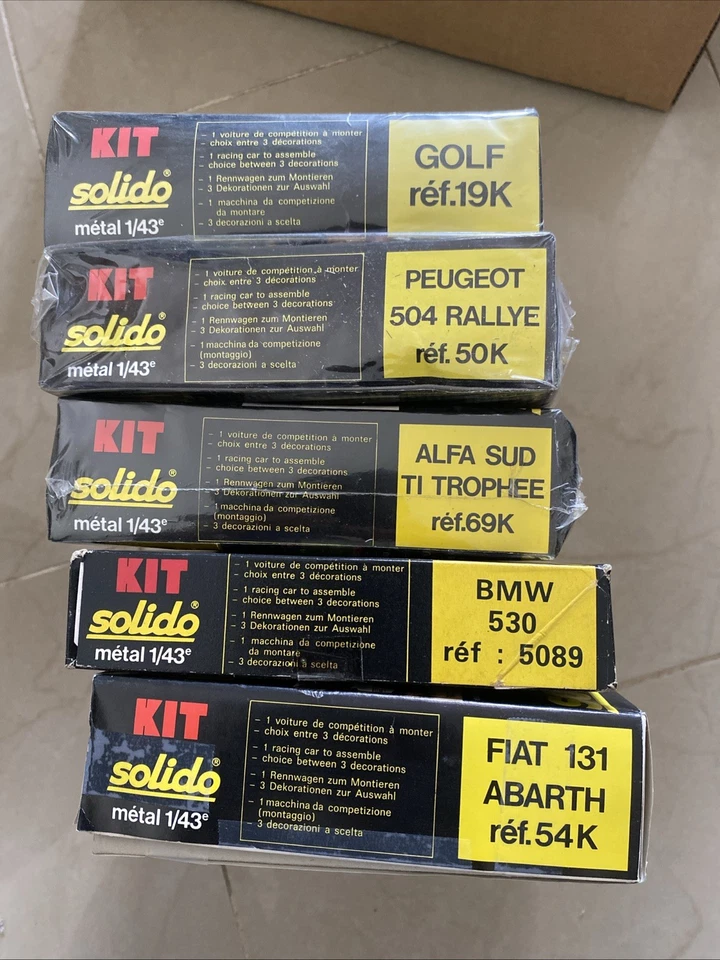 KIT
solido®
métal 1/43e
- 1 voiture de compétition à monter
- choix entre 3 décorations
- 1 racing car to assemble
- choice between 3 decorations
- 1 Rennwagen zum Montieren
- 3 Dekorationen zur Auswahl
- 1 macchina da competizione
da montare
- 3 decorazioni a scelta
GOLF
réf.19K
KIT
solido®
métal 1/43e
- 1 voiture de compétition à monter
- choix entre 3 décorations
- 1 racing car to assemble
- choice between 3 decorations
- 1 Rennwagen zum Montieren
- 3 Dekorationen zur Auswahl
- 1 macchina da competizione
(montaggio)
- 3 decorazioni a scelta
PEUGEOT
504 RALLYE
réf. 50K
KIT
solido®
métal 1/43e
- 1 voiture de compétition à monter
- choix entre 3 décorations
- 1 racing car to assemble
- choice between 3 decorations
- 1 Rennwagen zum Montieren
- 3 Dekorationen zur Auswahl
- 1 macchina da competizione
(montaggio)
- 3 decorazioni a scelta
ALFA SUD
TI TROPHEE
réf.69K
KIT
solido®
métal 1/43e
- 1 voiture de compétition à monter
- choix entre 3 décorations
- 1 racing car to assemble
- choice between 3 decorations
- 1 Rennwagen zum Montieren
- 3 Dekorationen zur Auswahl
- 1 macchina da competizione
da montare
- 3 decorazioni a scelta
BMW
530
réf : 5089
KIT
solido®
métal 1/43e
- 1 voiture de compétition à monter
- choix entre 3 décorations
- 1 racing car to assemble
- choice between 3 decorations
- 1 Rennwagen zum Montieren
- 3 Dekorationen zur Auswahl
- 1 macchina da competizione
(montaggio)
- 3 decorazioni a scelta
FIAT 131
ABARTH
réf.54K